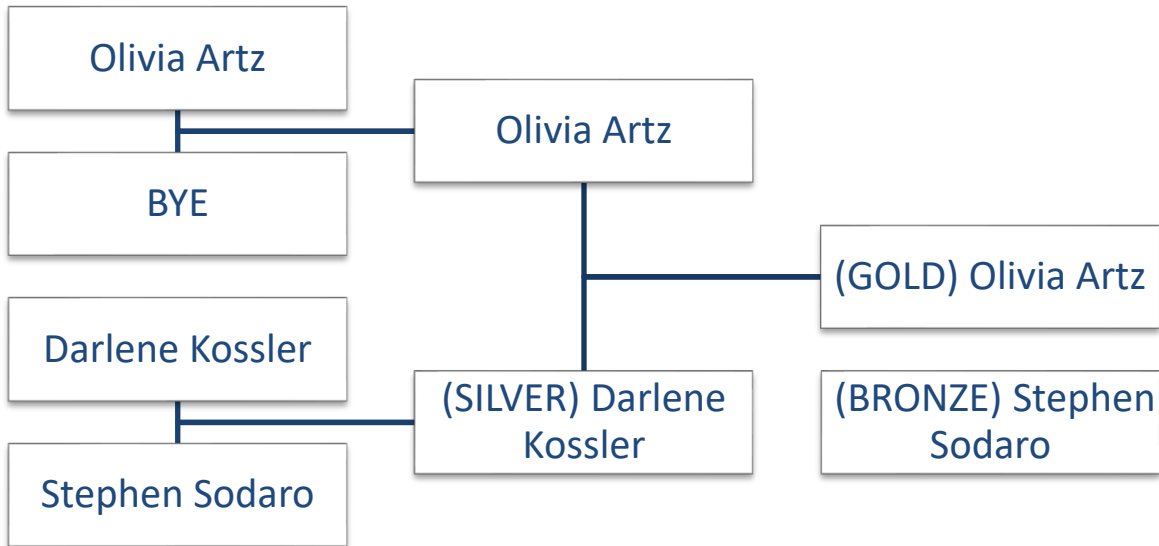 Olivia Artz
BYE
Darlene Kossler
Stephen Sodaro
Olivia Artz
(SILVER) Darlene
Kossler
(GOLD) Olivia Artz
(BRONZE) Stephen
Sodaro